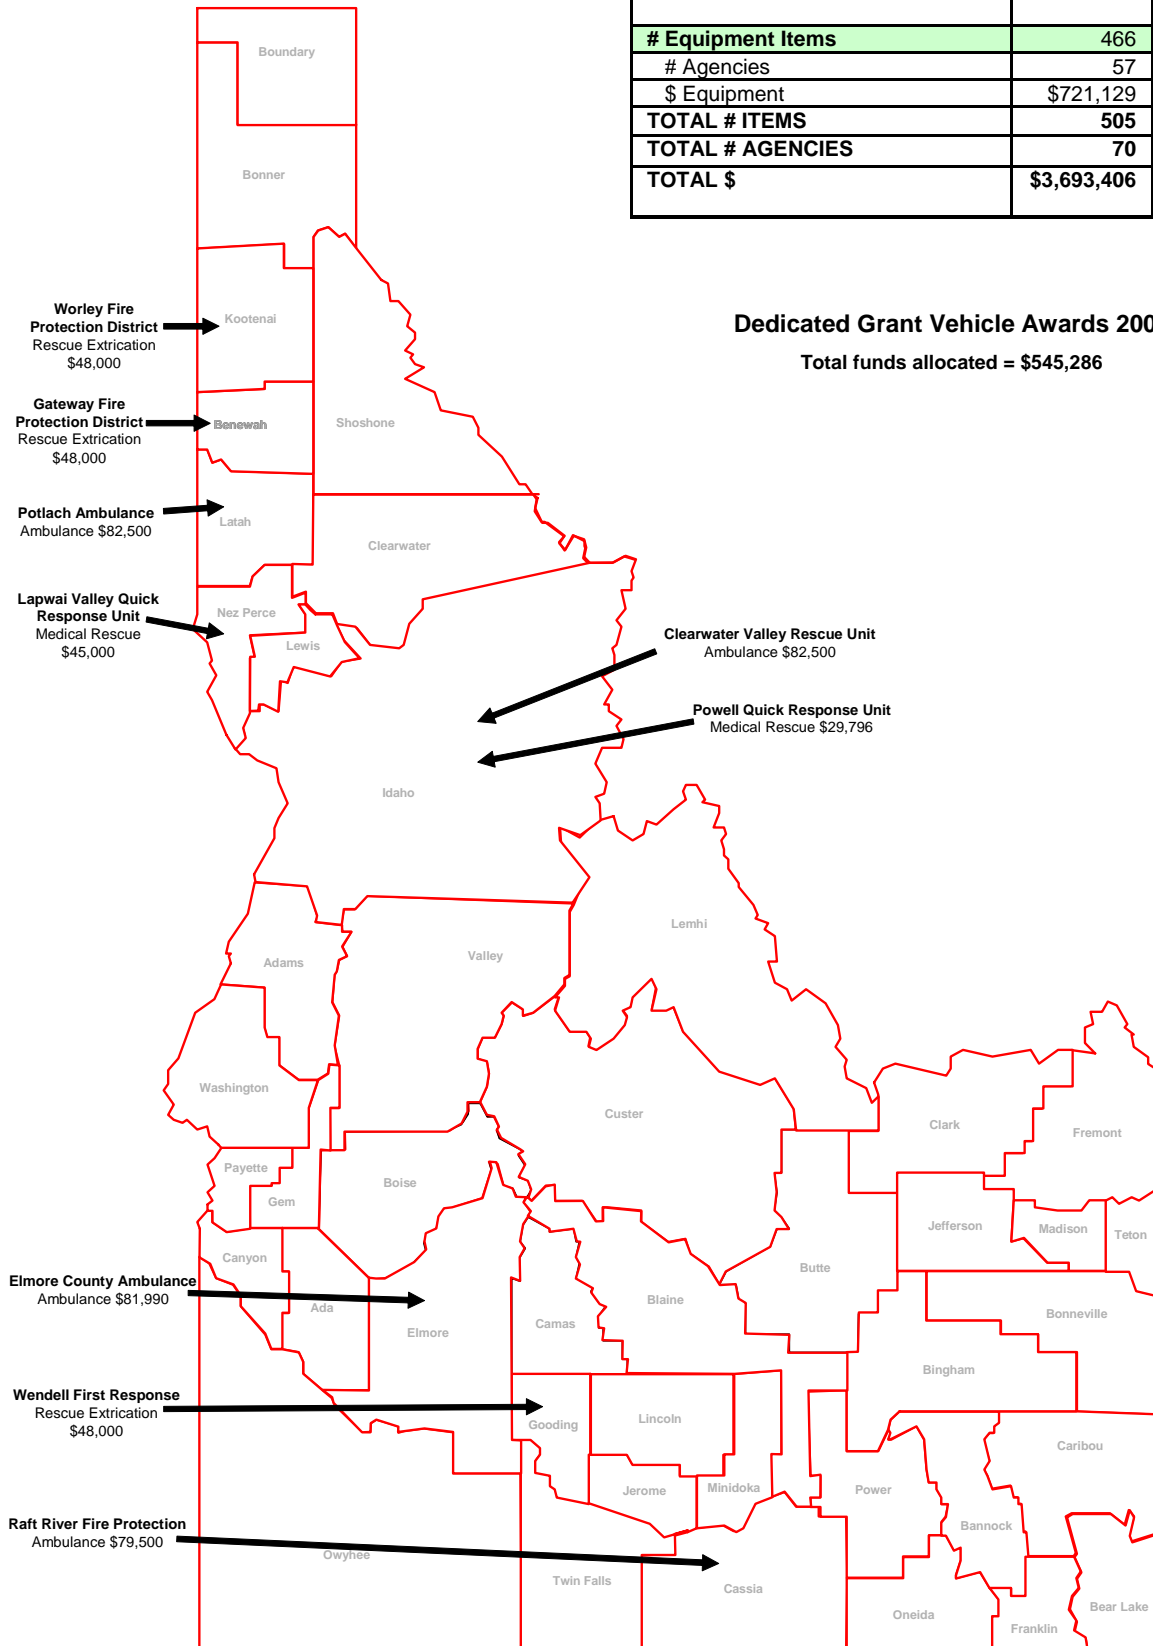 # Equipment Items 466
# Agencies 57
$ Equipment $721,129
TOTAL # ITEMS 505
TOTAL # AGENCIES 70
TOTAL $ $3,693,406
Dedicated Grant Vehicle Awards 200
Total funds allocated = $545,286
Boundary
Bonner
Worley Fire
Protection District
Rescue Extrication
$48,000
Kootenai
Gateway Fire
Protection District
Rescue Extrication
$48,000
Benewah
Shoshone
Potlach Ambulance
Ambulance $82,500
Latah
Clearwater
Lapwai Valley Quick
Response Unit
Medical Rescue
$45,000
Nez Perce
Lewis
Clearwater Valley Rescue Unit
Ambulance $82,500
Powell Quick Response Unit
Medical Rescue $29,796
Idaho
Lemhi
Valley
Adams
Washington
Custer
Clark
Fremont
Payette
Gem
Boise
Jefferson
Madison
Teton
Canyon
Butte
Elmore County Ambulance
Ambulance $81,990
Ada
Elmore
Camas
Blaine
Bonneville
Bingham
Wendell First Response
Rescue Extrication
$48,000
Gooding
Lincoln
Caribou
Jerome
Minidoka
Power
Bannock
Raft River Fire Protection
Ambulance $79,500
Owyhee
Twin Falls
Cassia
Oneida
Franklin
Bear Lake